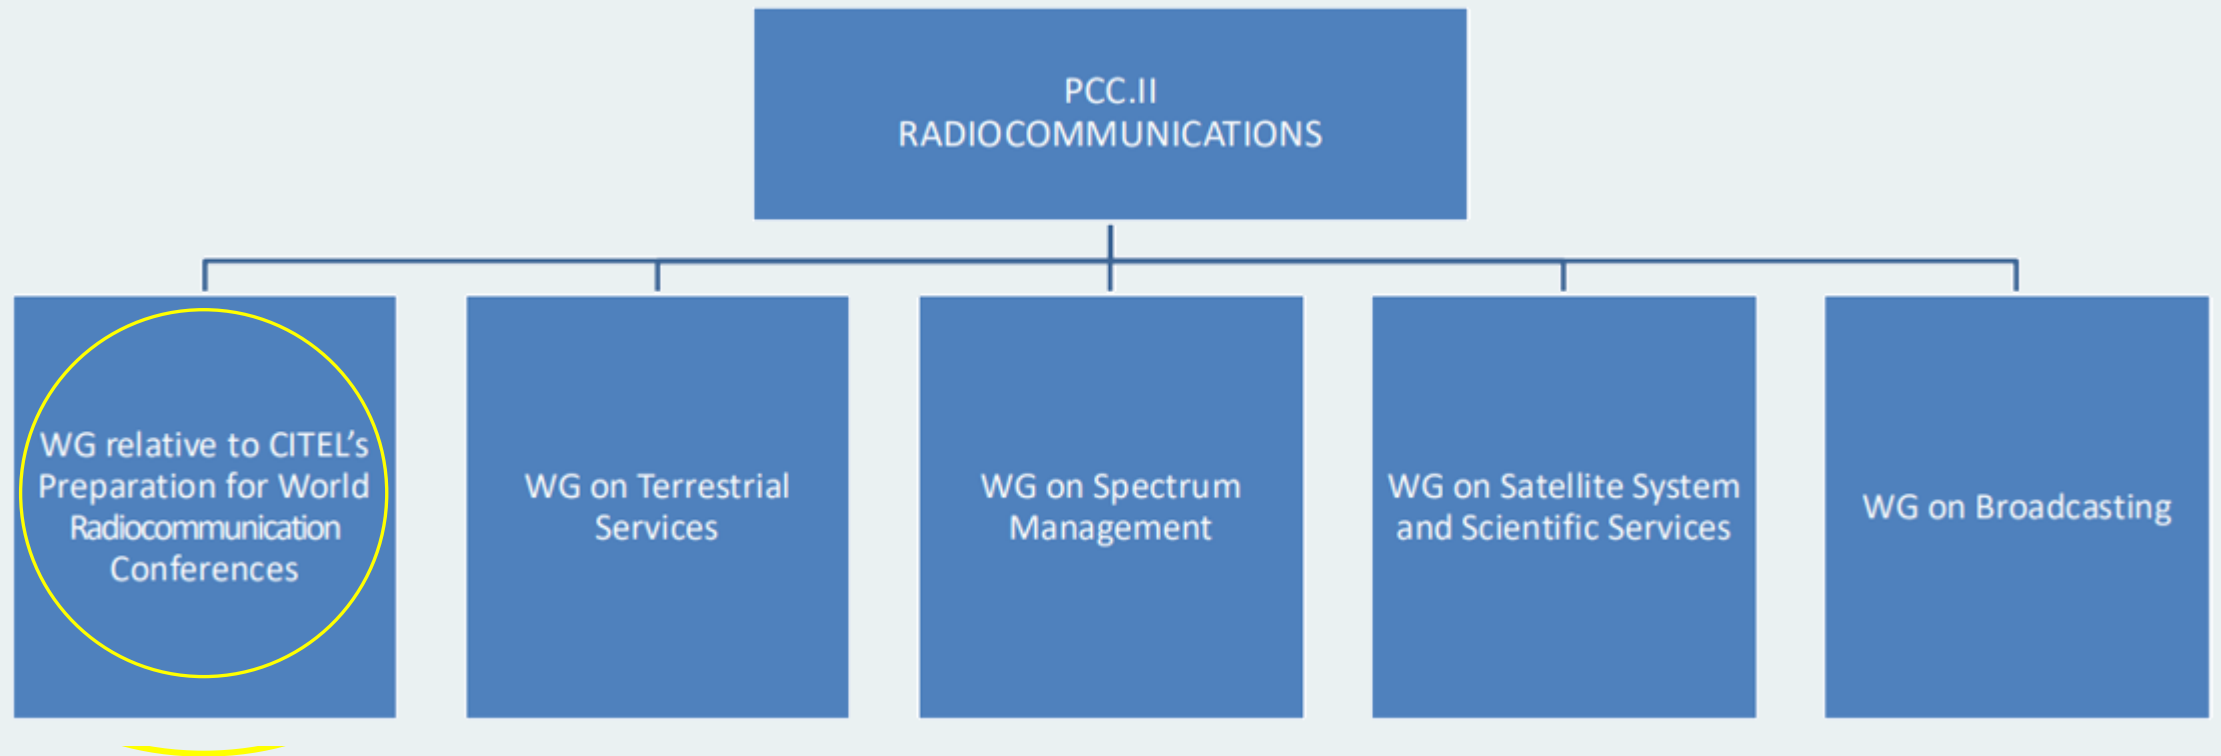 PCC.II
RADIOCOMMUNICATIONS
WG relative to CITEL’s
Preparation for World
Radiocommunication
Conferences
WG on Terrestrial
Services
WG on Spectrum
Management
WG on Satellite System
and Scientific Services
WG on Broadcasting